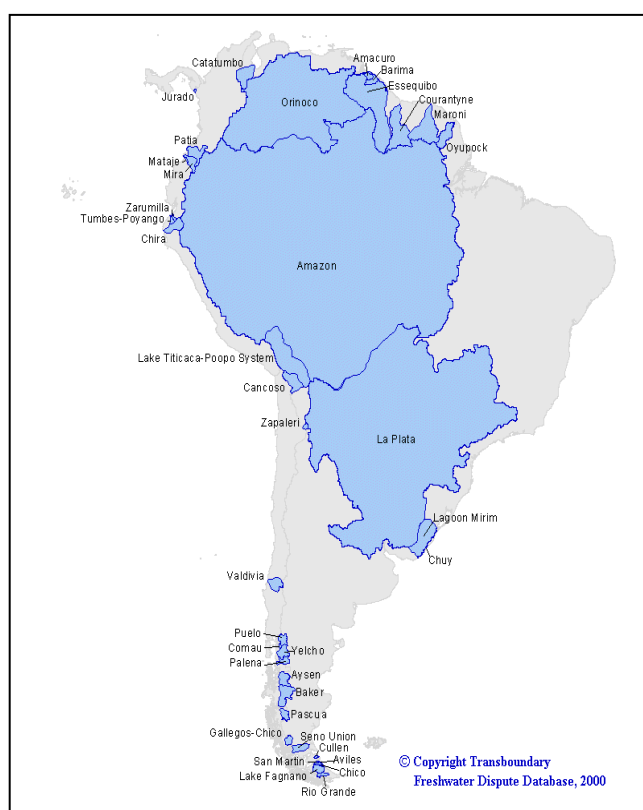 Amacuro
Catatumbo
Barima
Essequibo
Jurado
Orinoco
Courantyne
Maroni
Patia
Oyupock
Mataje
Mira
Zarumilla
Tumbes-Poyango
Chira
Amazon
Lake Titicaca-Poopo System
Cancoso
Zapaleri
La Plata
Lagoon Mirim
Chuy
Valdivia
Puelo
Comau
Yelcho
Palena
Aysen
Baker
Pascua
Gallegos-Chico
Seno Union
Cullen
San Martin
Aviles
Lake Fagnano
Chico
Rio Grande
© Copyright Transboundary
Freshwater Dispute Database, 2000